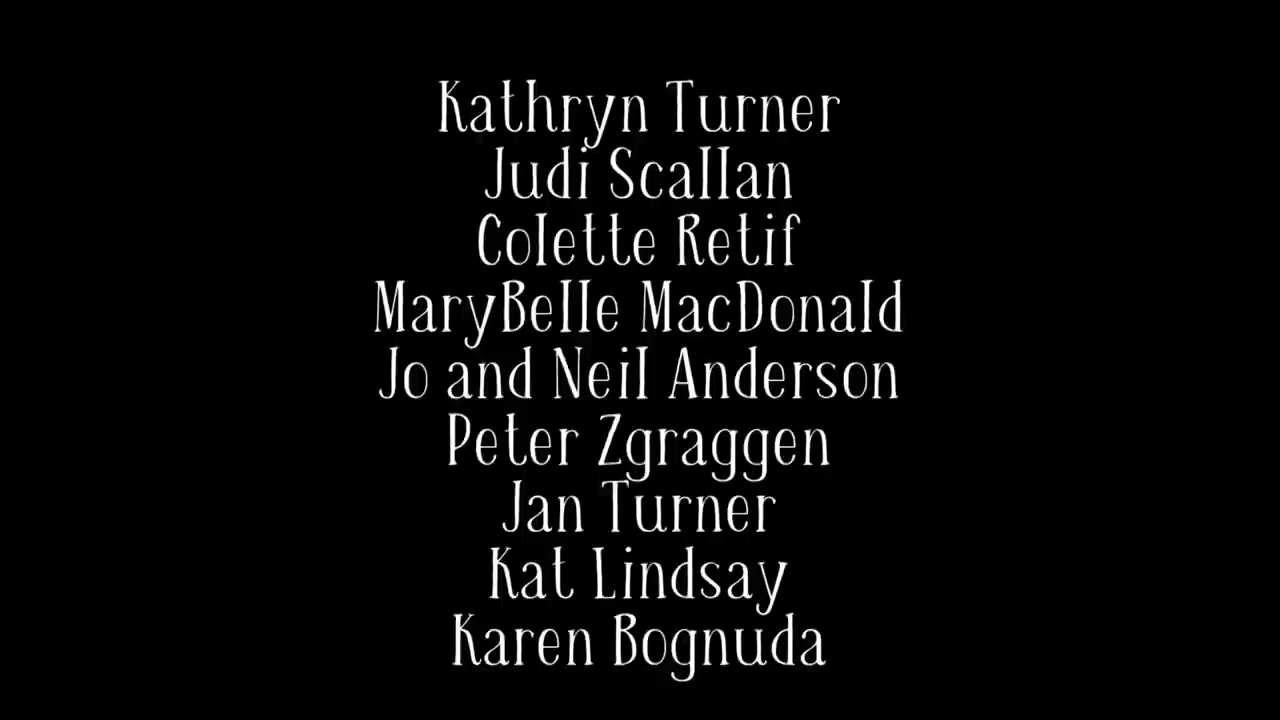 Kathryn Turner
Judi Scallan
Colette Retif
MaryBelle MacDonald
Jo and Neil Anderson
Peter Zgraggen
Jan Turner
Kat Lindsay
Karen Bognuda